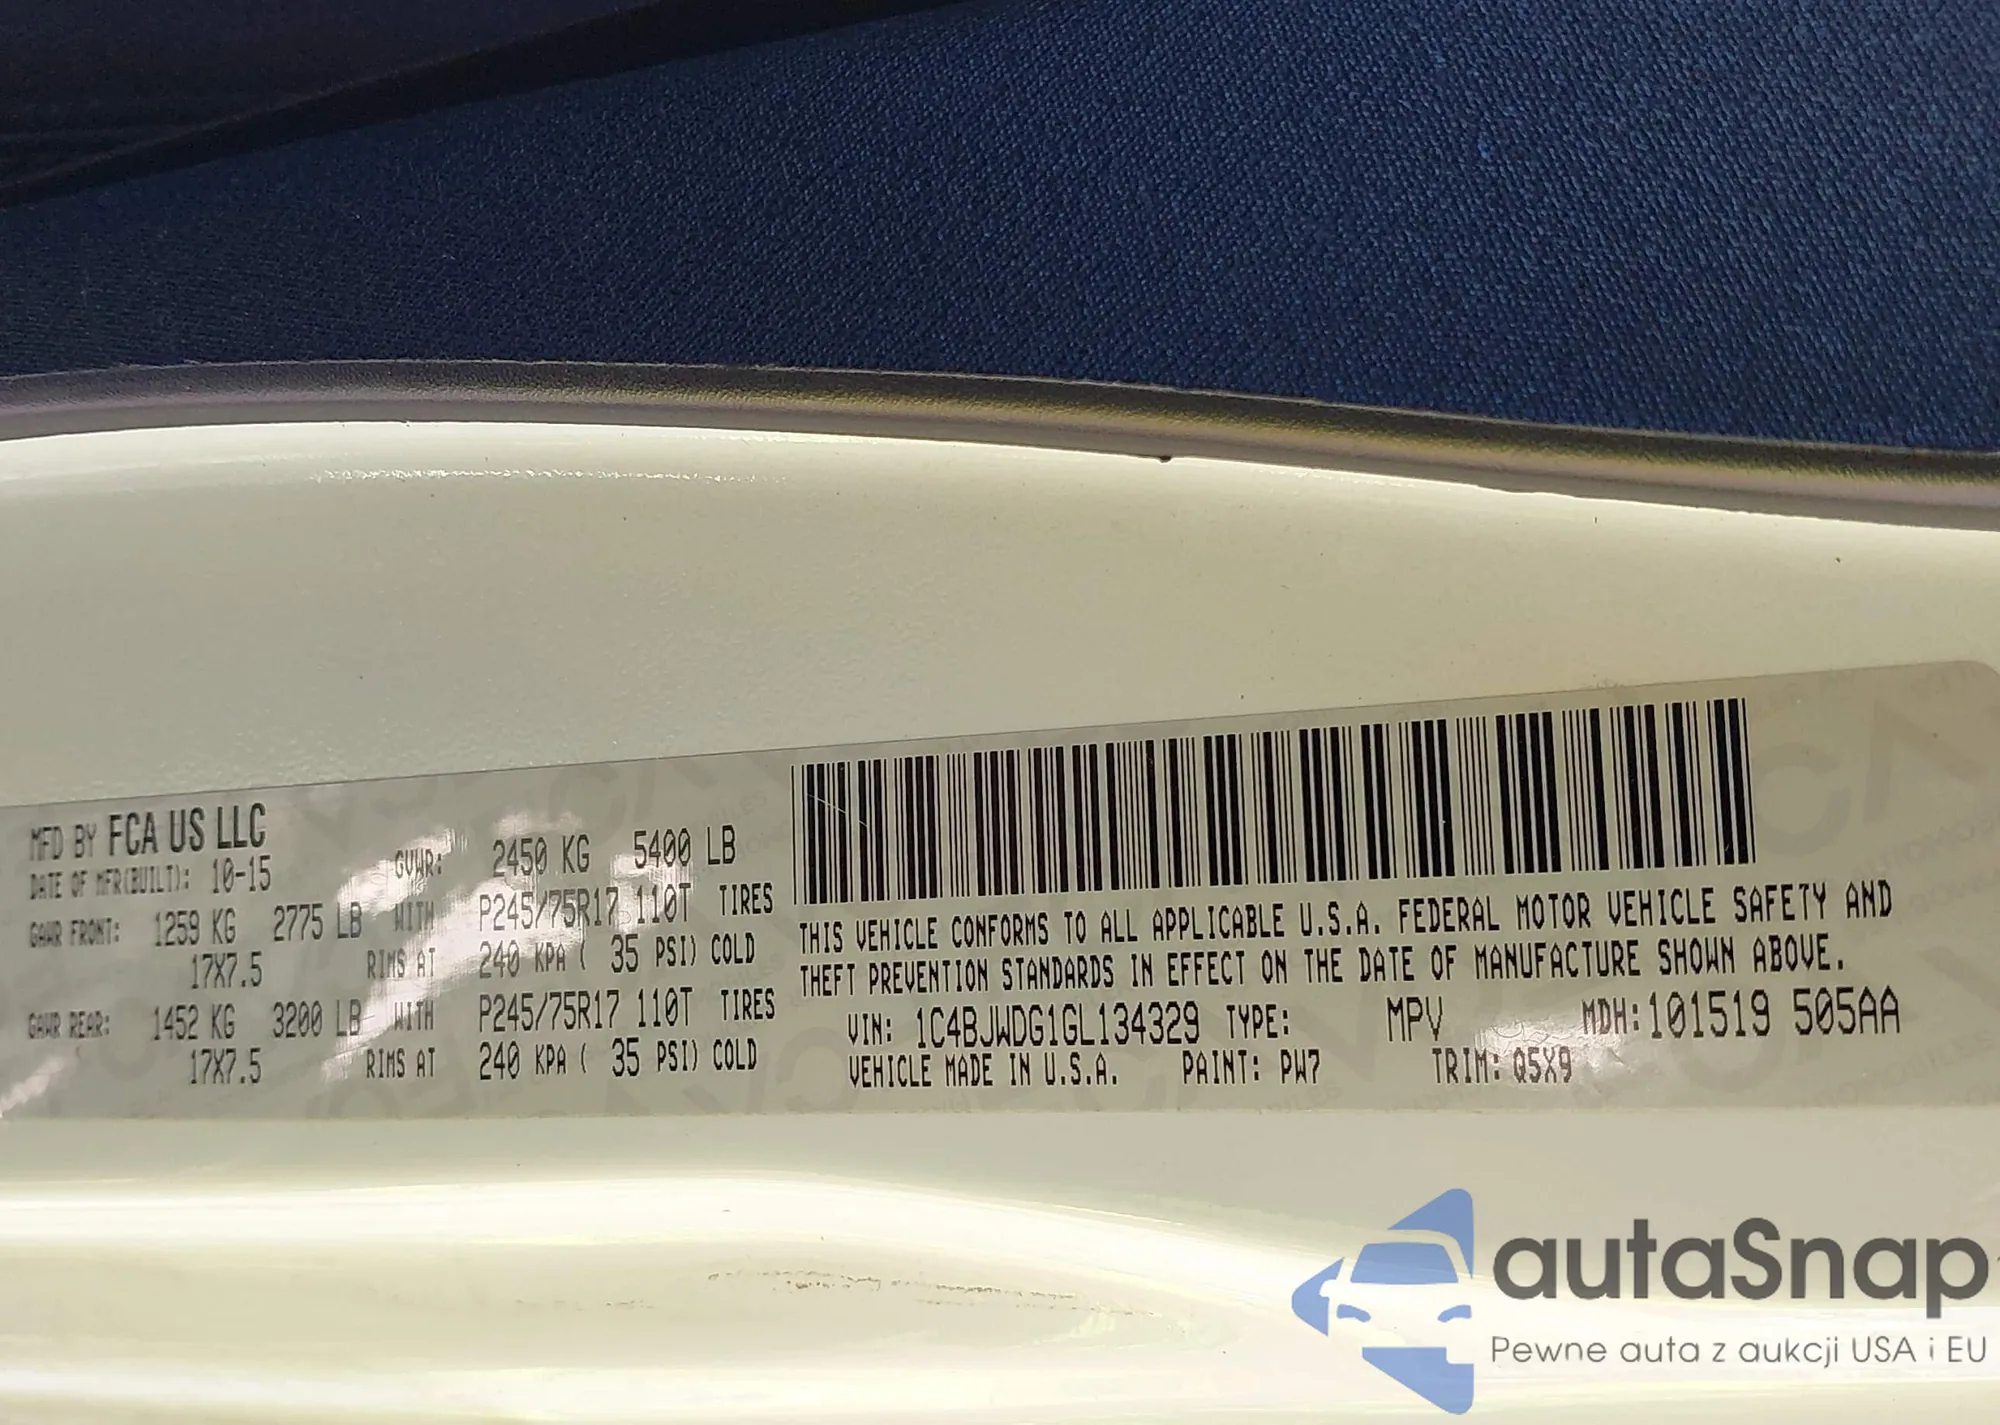 MFD BY FCA US LLC
DATE OF MFR(BUILT): 10-15
GVWR: 2450 KG 5400 LB
GAWR FRONT: 1259 KG 2775 LB WITH P245/75R17 110T TIRES
17X7.5 RIMS AT 240 KPA ( 35 PSI) COLD
GAWR REAR: 1452 KG 3200 LB WITH P245/75R17 110T TIRES
17X7.5 RIMS AT 240 KPA ( 35 PSI) COLD
THIS VEHICLE CONFORMS TO ALL APPLICABLE U.S.A. FEDERAL MOTOR VEHICLE SAFETY AND
THEFT PREVENTION STANDARDS IN EFFECT ON THE DATE OF MANUFACTURE SHOWN ABOVE.
VIN: 1C4BJWDG1GL134329 TYPE: MPV MDH:101519 505AA
VEHICLE MADE IN U.S.A. PAINT: PW7 TRIM: Q5X9
autaSnap
Pewne auta z aukcji USA i EU